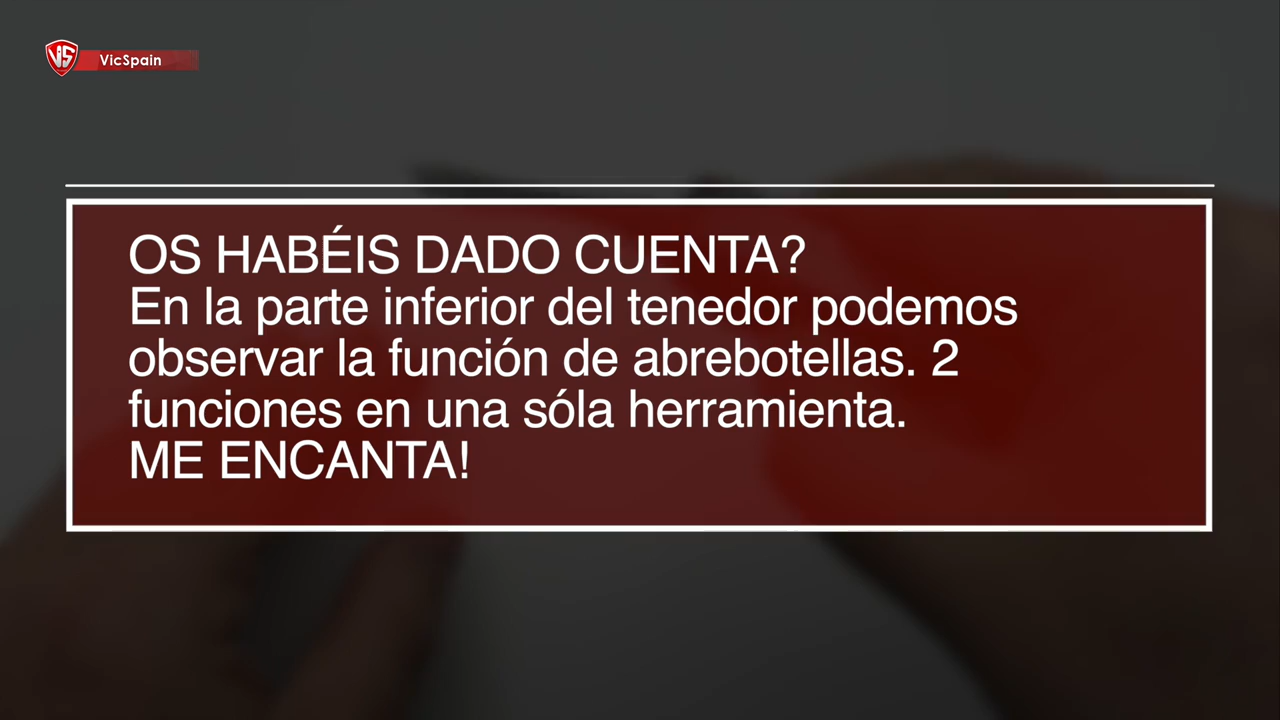 VS
VicSpain
OS HABÉIS DADO CUENTA?
En la parte inferior del tenedor podemos
observar la función de abrebotellas. 2
funciones en una sóla herramienta.
ME ENCANTA!